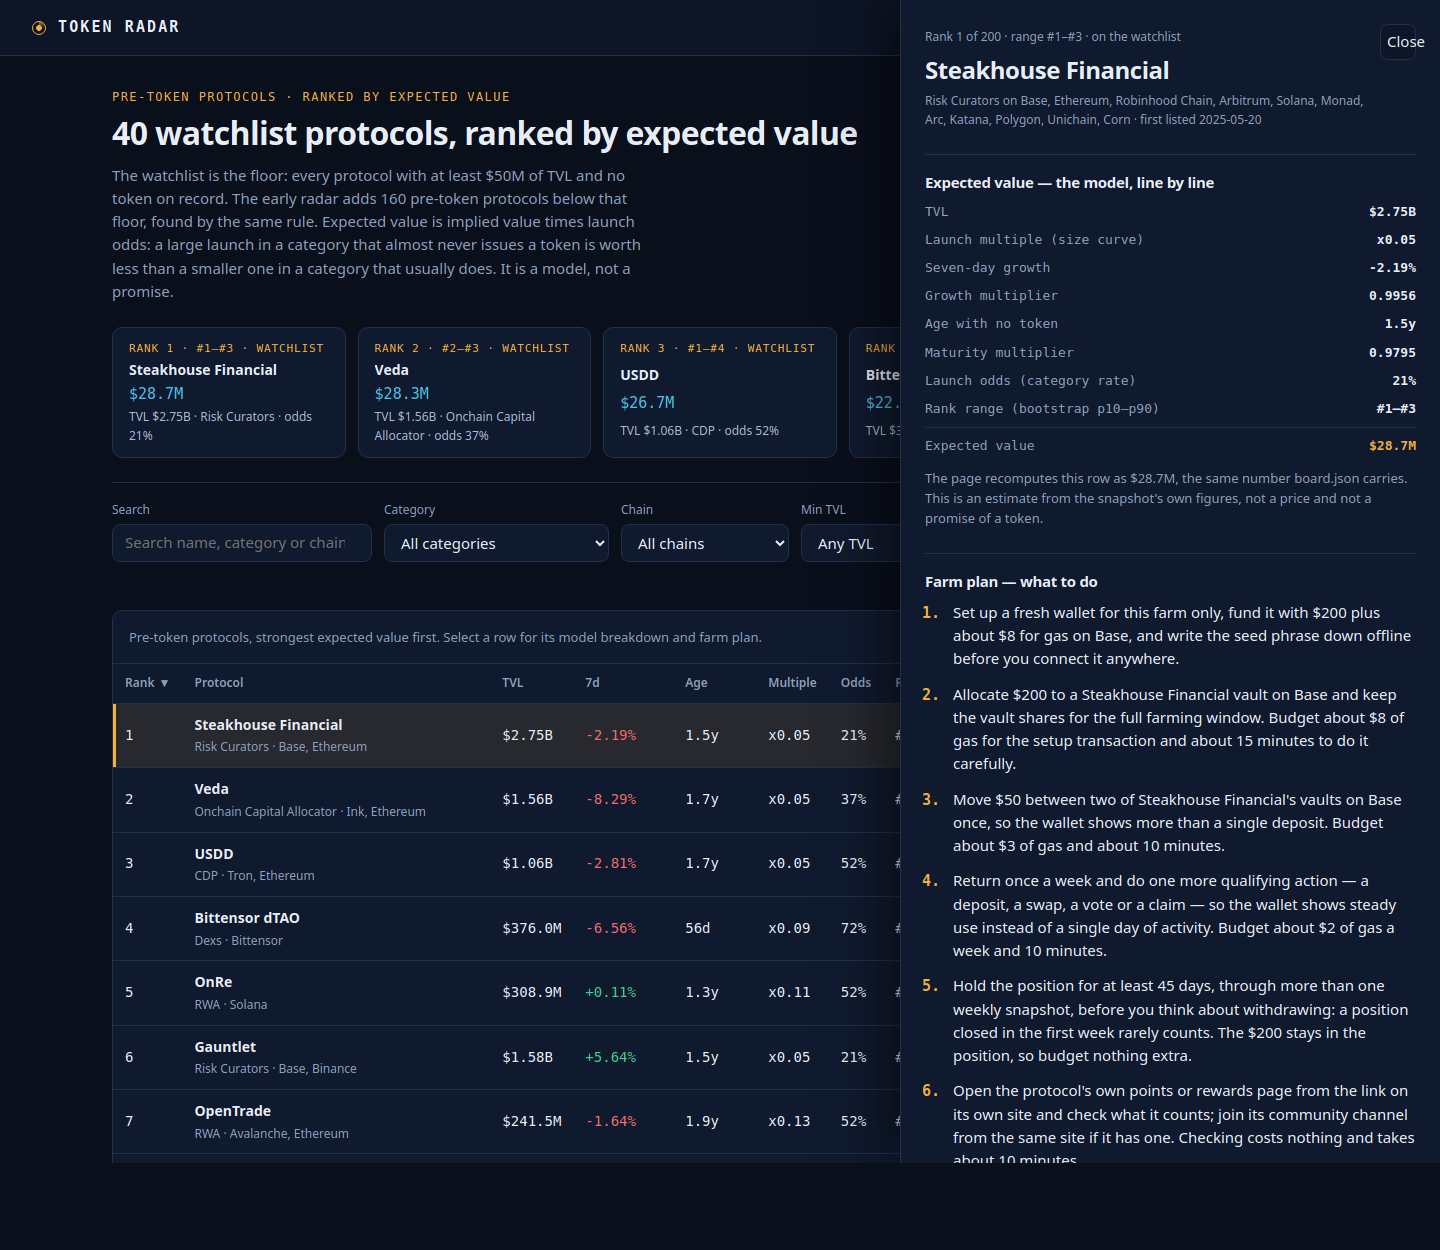 TOKEN RADAR
PRE-TOKEN PROTOCOLS · RANKED BY EXPECTED VALUE
40 watchlist protocols, ranked by expected value
The watchlist is the floor: every protocol with at least $50M of TVL and no
token on record. The early radar adds 160 pre-token protocols below that
floor, found by the same rule. Expected value is implied value times launch
odds: a large launch in a category that almost never issues a token is worth
less than a smaller one in a category that usually does. It is a model, not a
promise.
RANK 1 · #1–#3 · WATCHLIST
Steakhouse Financial
$28.7M
TVL $2.75B · Risk Curators · odds
21%
RANK 2 · #2–#3 · WATCHLIST
Veda
$28.3M
TVL $1.56B · Onchain Capital
Allocator · odds 37%
RANK 3 · #1–#4 · WATCHLIST
USDD
$26.7M
TVL $1.06B · CDP · odds 52%
RANK
Bitte
$22.
TVL $3
Search
Category
Chain
Min TVL
Search name, category or chain
All categories
All chains
Any TVL
Pre-token protocols, strongest expected value first. Select a row for its model breakdown and farm plan.
Rank ▼ Protocol TVL 7d Age Multiple Odds
1 Steakhouse Financial $2.75B -2.19% 1.5y x0.05 21% #
Risk Curators · Base, Ethereum
2 Veda $1.56B -8.29% 1.7y x0.05 37% #
Onchain Capital Allocator · Ink, Ethereum
3 USDD $1.06B -2.81% 1.7y x0.05 52% #
CDP · Tron, Ethereum
4 Bittensor dTAO $376.0M -6.56% 56d x0.09 72% #
Dexs · Bittensor
5 OnRe $308.9M +0.11% 1.3y x0.11 52% #
RWA · Solana
6 Gauntlet $1.58B +5.64% 1.5y x0.05 21% #
Risk Curators · Base, Binance
7 OpenTrade $241.5M -1.64% 1.9y x0.13 52% #
RWA · Avalanche, Ethereum
Rank 1 of 200 · range #1–#3 · on the watchlist
Close
Steakhouse Financial
Risk Curators on Base, Ethereum, Robinhood Chain, Arbitrum, Solana, Monad,
Arc, Katana, Polygon, Unichain, Corn · first listed 2025-05-20
Expected value — the model, line by line
TVL $2.75B
Launch multiple (size curve) x0.05
Seven-day growth -2.19%
Growth multiplier 0.9956
Age with no token 1.5y
Maturity multiplier 0.9795
Launch odds (category rate) 21%
Rank range (bootstrap p10–p90) #1–#3
Expected value $28.7M
The page recomputes this row as $28.7M, the same number board.json carries.
This is an estimate from the snapshot's own figures, not a price and not a
promise of a token.
Farm plan — what to do
1. Set up a fresh wallet for this farm only, fund it with $200 plus
about $8 for gas on Base, and write the seed phrase down offline
before you connect it anywhere.
2. Allocate $200 to a Steakhouse Financial vault on Base and keep
the vault shares for the full farming window. Budget about $8 of
gas for the setup transaction and about 15 minutes to do it
carefully.
3. Move $50 between two of Steakhouse Financial's vaults on Base
once, so the wallet shows more than a single deposit. Budget
about $3 of gas and about 10 minutes.
4. Return once a week and do one more qualifying action — a
deposit, a swap, a vote or a claim — so the wallet shows steady
use instead of a single day of activity. Budget about $2 of gas a
week and 10 minutes.
5. Hold the position for at least 45 days, through more than one
weekly snapshot, before you think about withdrawing: a position
closed in the first week rarely counts. The $200 stays in the
position, so budget nothing extra.
6. Open the protocol's own points or rewards page from the link on
its own site and check what it counts; join its community channel
from the same site if it has one. Checking costs nothing and takes
about 10 minutes.